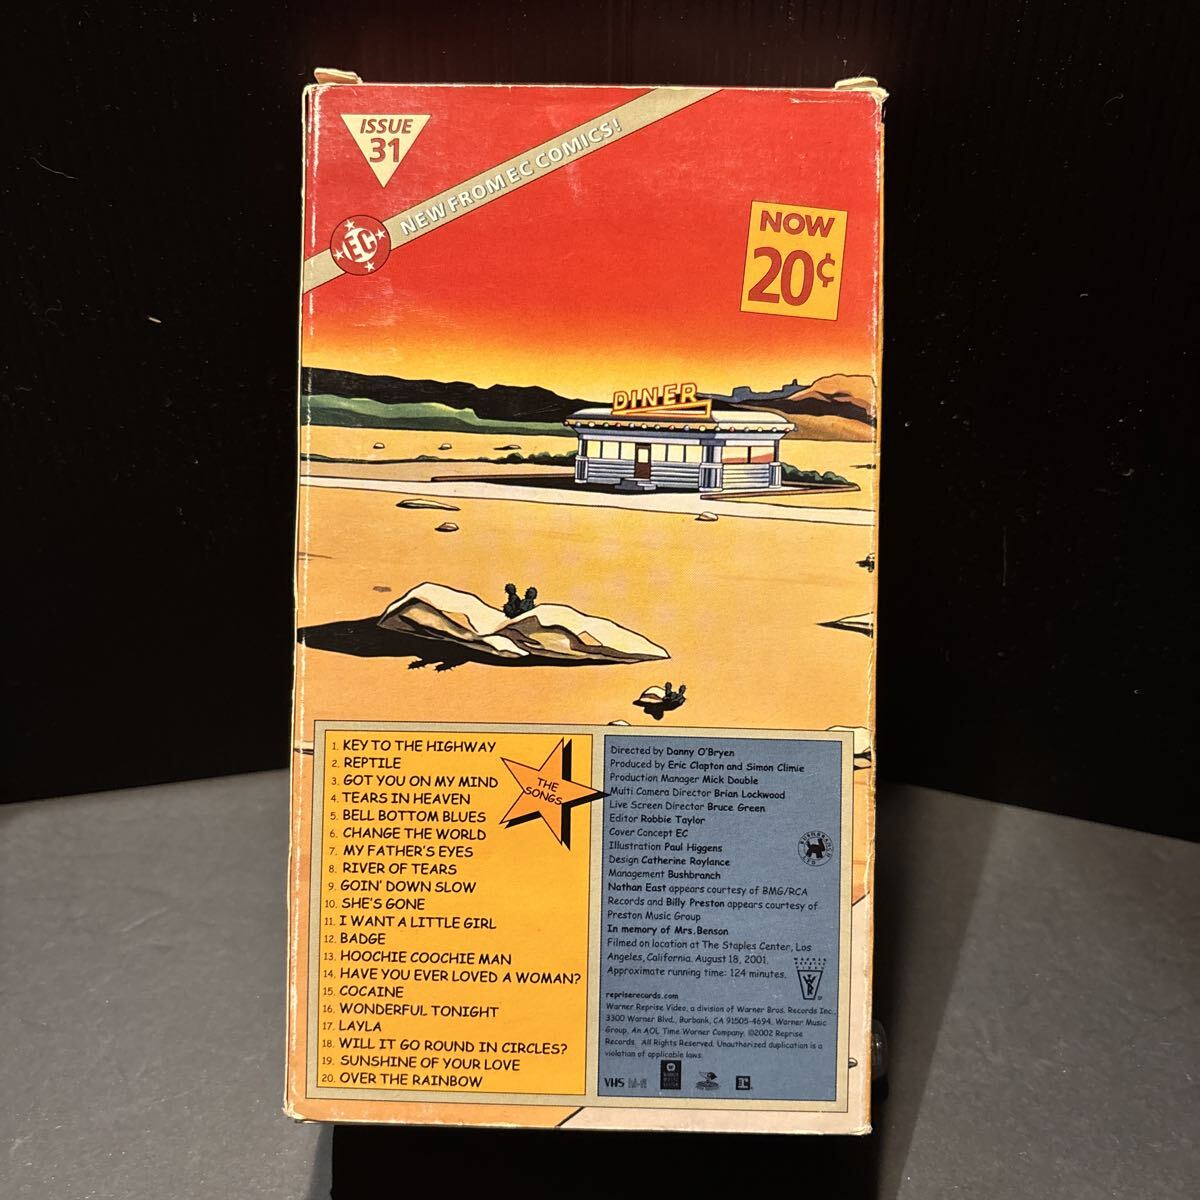 ISSUE
31
NEW FROM EC COMICS!
EC
NOW
20¢
DINER
1. KEY TO THE HIGHWAY
2. REPTILE
3. GOT YOU ON MY MIND
4. TEARS IN HEAVEN
5. BELL BOTTOM BLUES
6. CHANGE THE WORLD
7. MY FATHER'S EYES
8. RIVER OF TEARS
9. GOIN' DOWN SLOW
10. SHE'S GONE
11. I WANT A LITTLE GIRL
12. BADGE
13. HOOCHIE COOCHIE MAN
14. HAVE YOU EVER LOVED A WOMAN?
15. COCAINE
16. WONDERFUL TONIGHT
17. LAYLA
18. WILL IT GO ROUND IN CIRCLES?
19. SUNSHINE OF YOUR LOVE
20. OVER THE RAINBOW
THE
SONGS
Directed by Danny O'Bryen
Produced by Eric Clapton and Simon Climie
Production Manager Mick Double
Multi Camera Director Brian Lockwood
Live Screen Director Bruce Green
Editor Robbie Taylor
Cover Concept EC
Illustration Paul Higgens
Design Catherine Roylance
Management Bushbranch
Nathan East appears courtesy of BMG/RCA
Records and Billy Preston appears courtesy of
Preston Music Group
In memory of Mrs. Benson
Filmed on location at The Staples Center, Los
Angeles, California. August 18, 2001.
Approximate running time: 124 minutes.
WARNER
REPRISE
VIDEO
repriserecords.com
Warner Reprise Video, a division of Warner Bros. Records Inc.,
3300 Warner Blvd., Burbank, CA 91505-4694. Warner Music
Group, An AOL Time Warner Company. ©2002 Reprise
Records. All Rights Reserved. Unauthorized duplication is a
violation of applicable laws.
VHS hi-fi